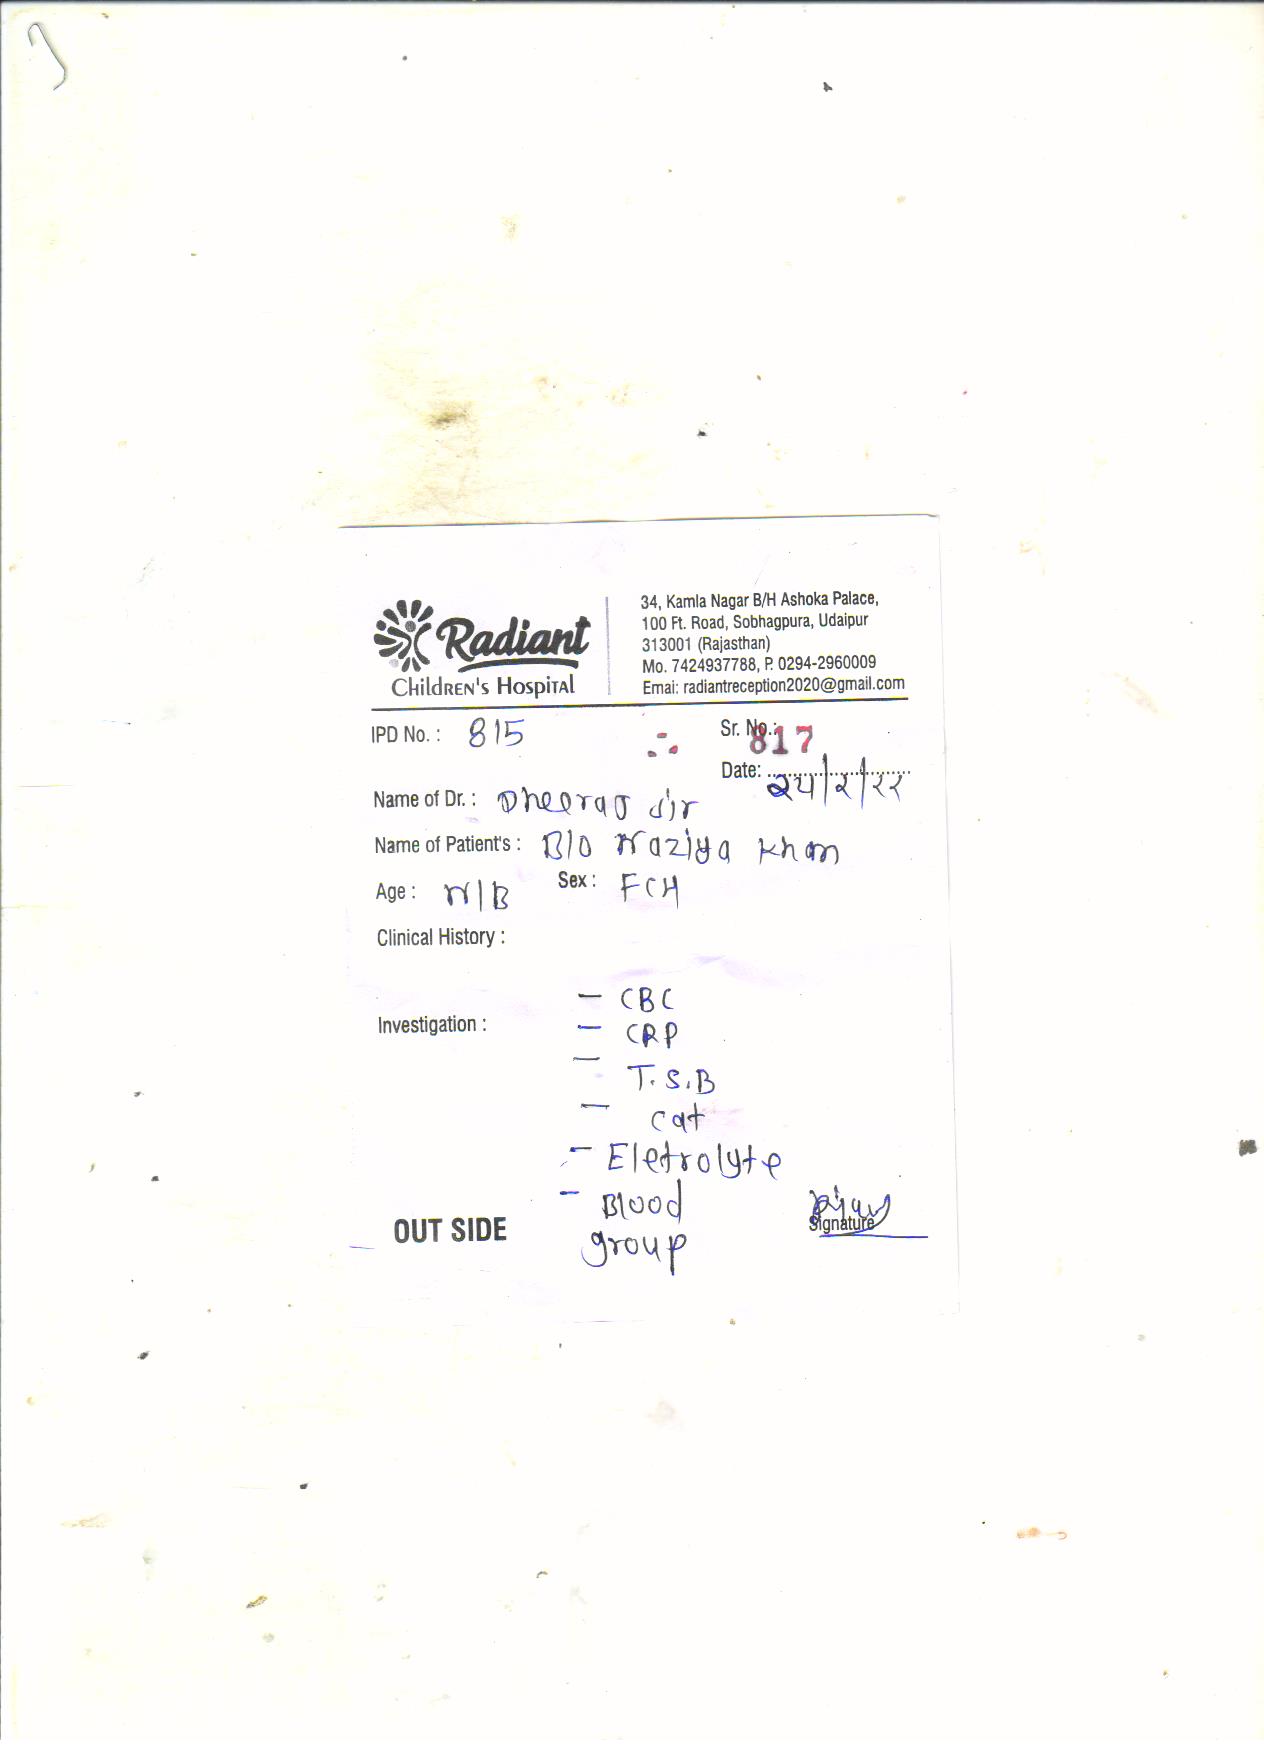 Radiant
Children's Hospital
34, Kamla Nagar B/H Ashoka Palace,
100 Ft. Road, Sobhagpura, Udaipur
313001 (Rajasthan)
Mo. 7424937788, P. 0294-2960009
Emai: radiantreception2020@gmail.com
IPD No. : 815
Sr. No.: 817
Date: २५/२/२२
Name of Dr. : Dheeraj sir
Name of Patient's : B/O Naziya Khan
Age : N/B Sex : FCH
Clinical History :
Investigation :
- CBC
- CRP
- T.S.B
- Cat
- Eletrolyte
- Blood
group
OUT SIDE
Signature